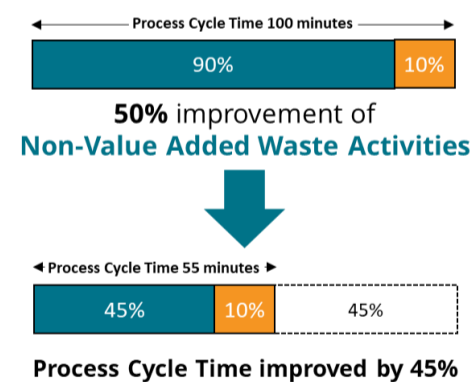 Process Cycle Time 100 minutes
90% 10%
50% improvement of
Non-Value Added Waste Activities
Process Cycle Time 55 minutes
45% 10% 45%
Process Cycle Time improved by 45%